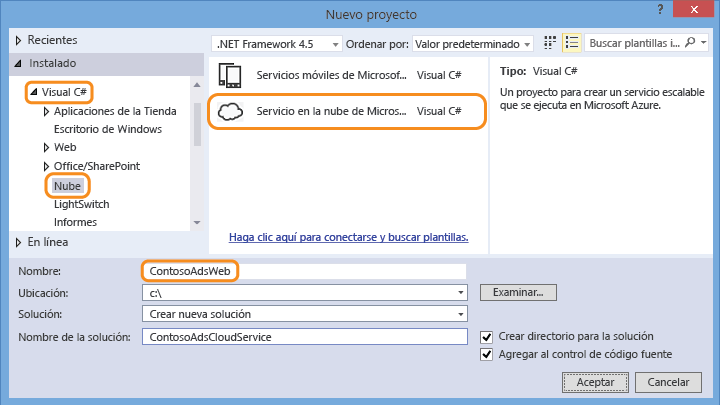 Nuevo proyecto
? x
Recientes
.NET Framework 4.5 Ordenar por: Valor predeterminado Buscar plantillas i...
Instalado
Visual C#
Aplicaciones de la Tienda
Escritorio de Windows
Web
Office/SharePoint
Nube
LightSwitch
Informes
En línea
Servicios móviles de Microsof... Visual C#
Servicio en la nube de Micros... Visual C#
Haga clic aquí para conectarse y buscar plantillas.
Tipo: Visual C#
Un proyecto para crear un servicio escalable
que se ejecuta en Microsoft Azure.
Nombre: ContosoAdsWeb
Ubicación: c:\ Examinar...
Solución: Crear nueva solución
Nombre de la solución: ContosoAdsCloudService
Crear directorio para la solución
Agregar al control de código fuente
Aceptar Cancelar